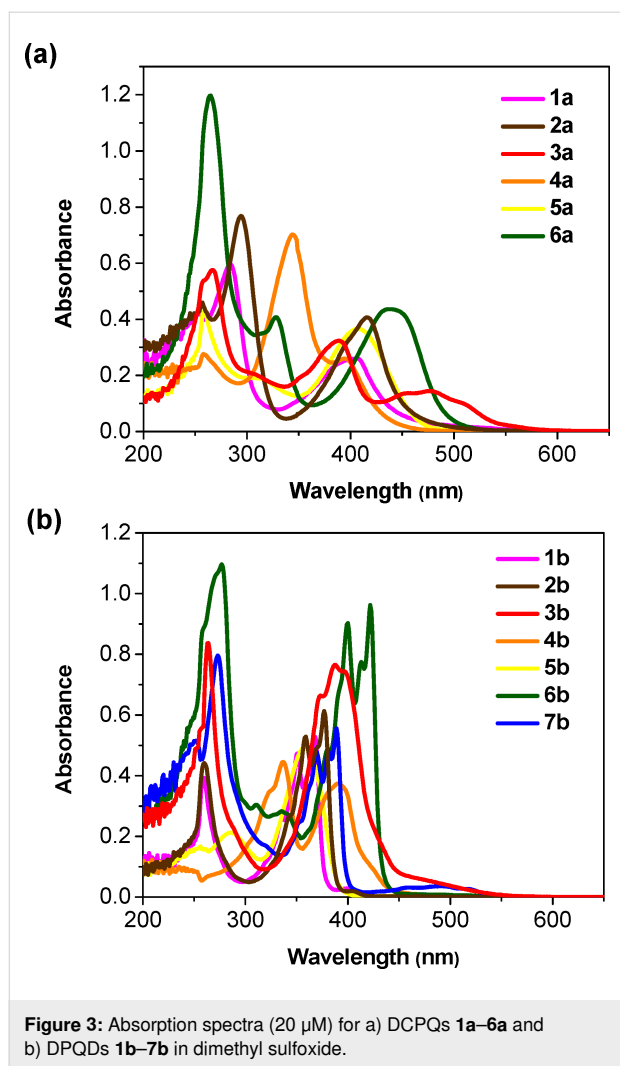 (a)
1.2
1.0
0.8
0.6
0.4
0.2
0.0
Absorbance
1a
2a
3a
4a
5a
6a
200 300 400 500 600
Wavelength (nm)
(b)
1.2
1.0
0.8
0.6
0.4
0.2
0.0
Absorbance
1b
2b
3b
4b
5b
6b
7b
200 300 400 500 600
Wavelength (nm)
Figure 3: Absorption spectra (20 µM) for a) DCPQs 1a–6a and
b) DPQDs 1b–7b in dimethyl sulfoxide.